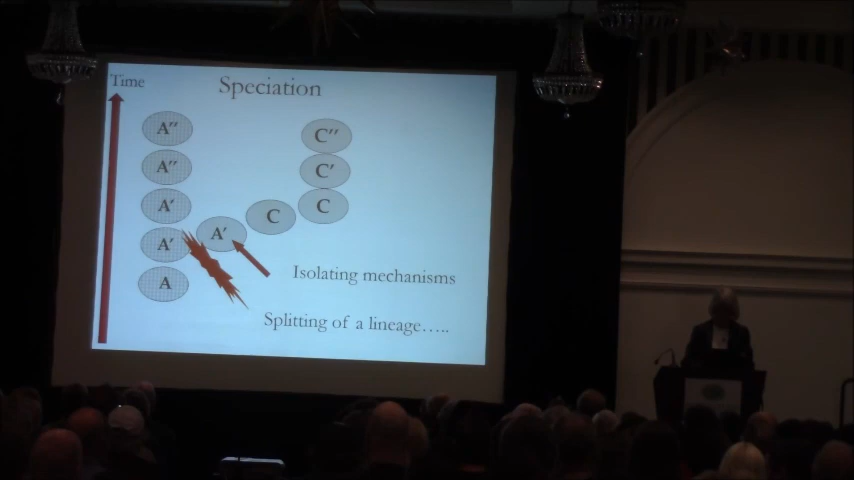 Time
Speciation
A″
C″
A″
C′
A′
C
C
A′
A′
A
Isolating mechanisms
Splitting of a lineage…..